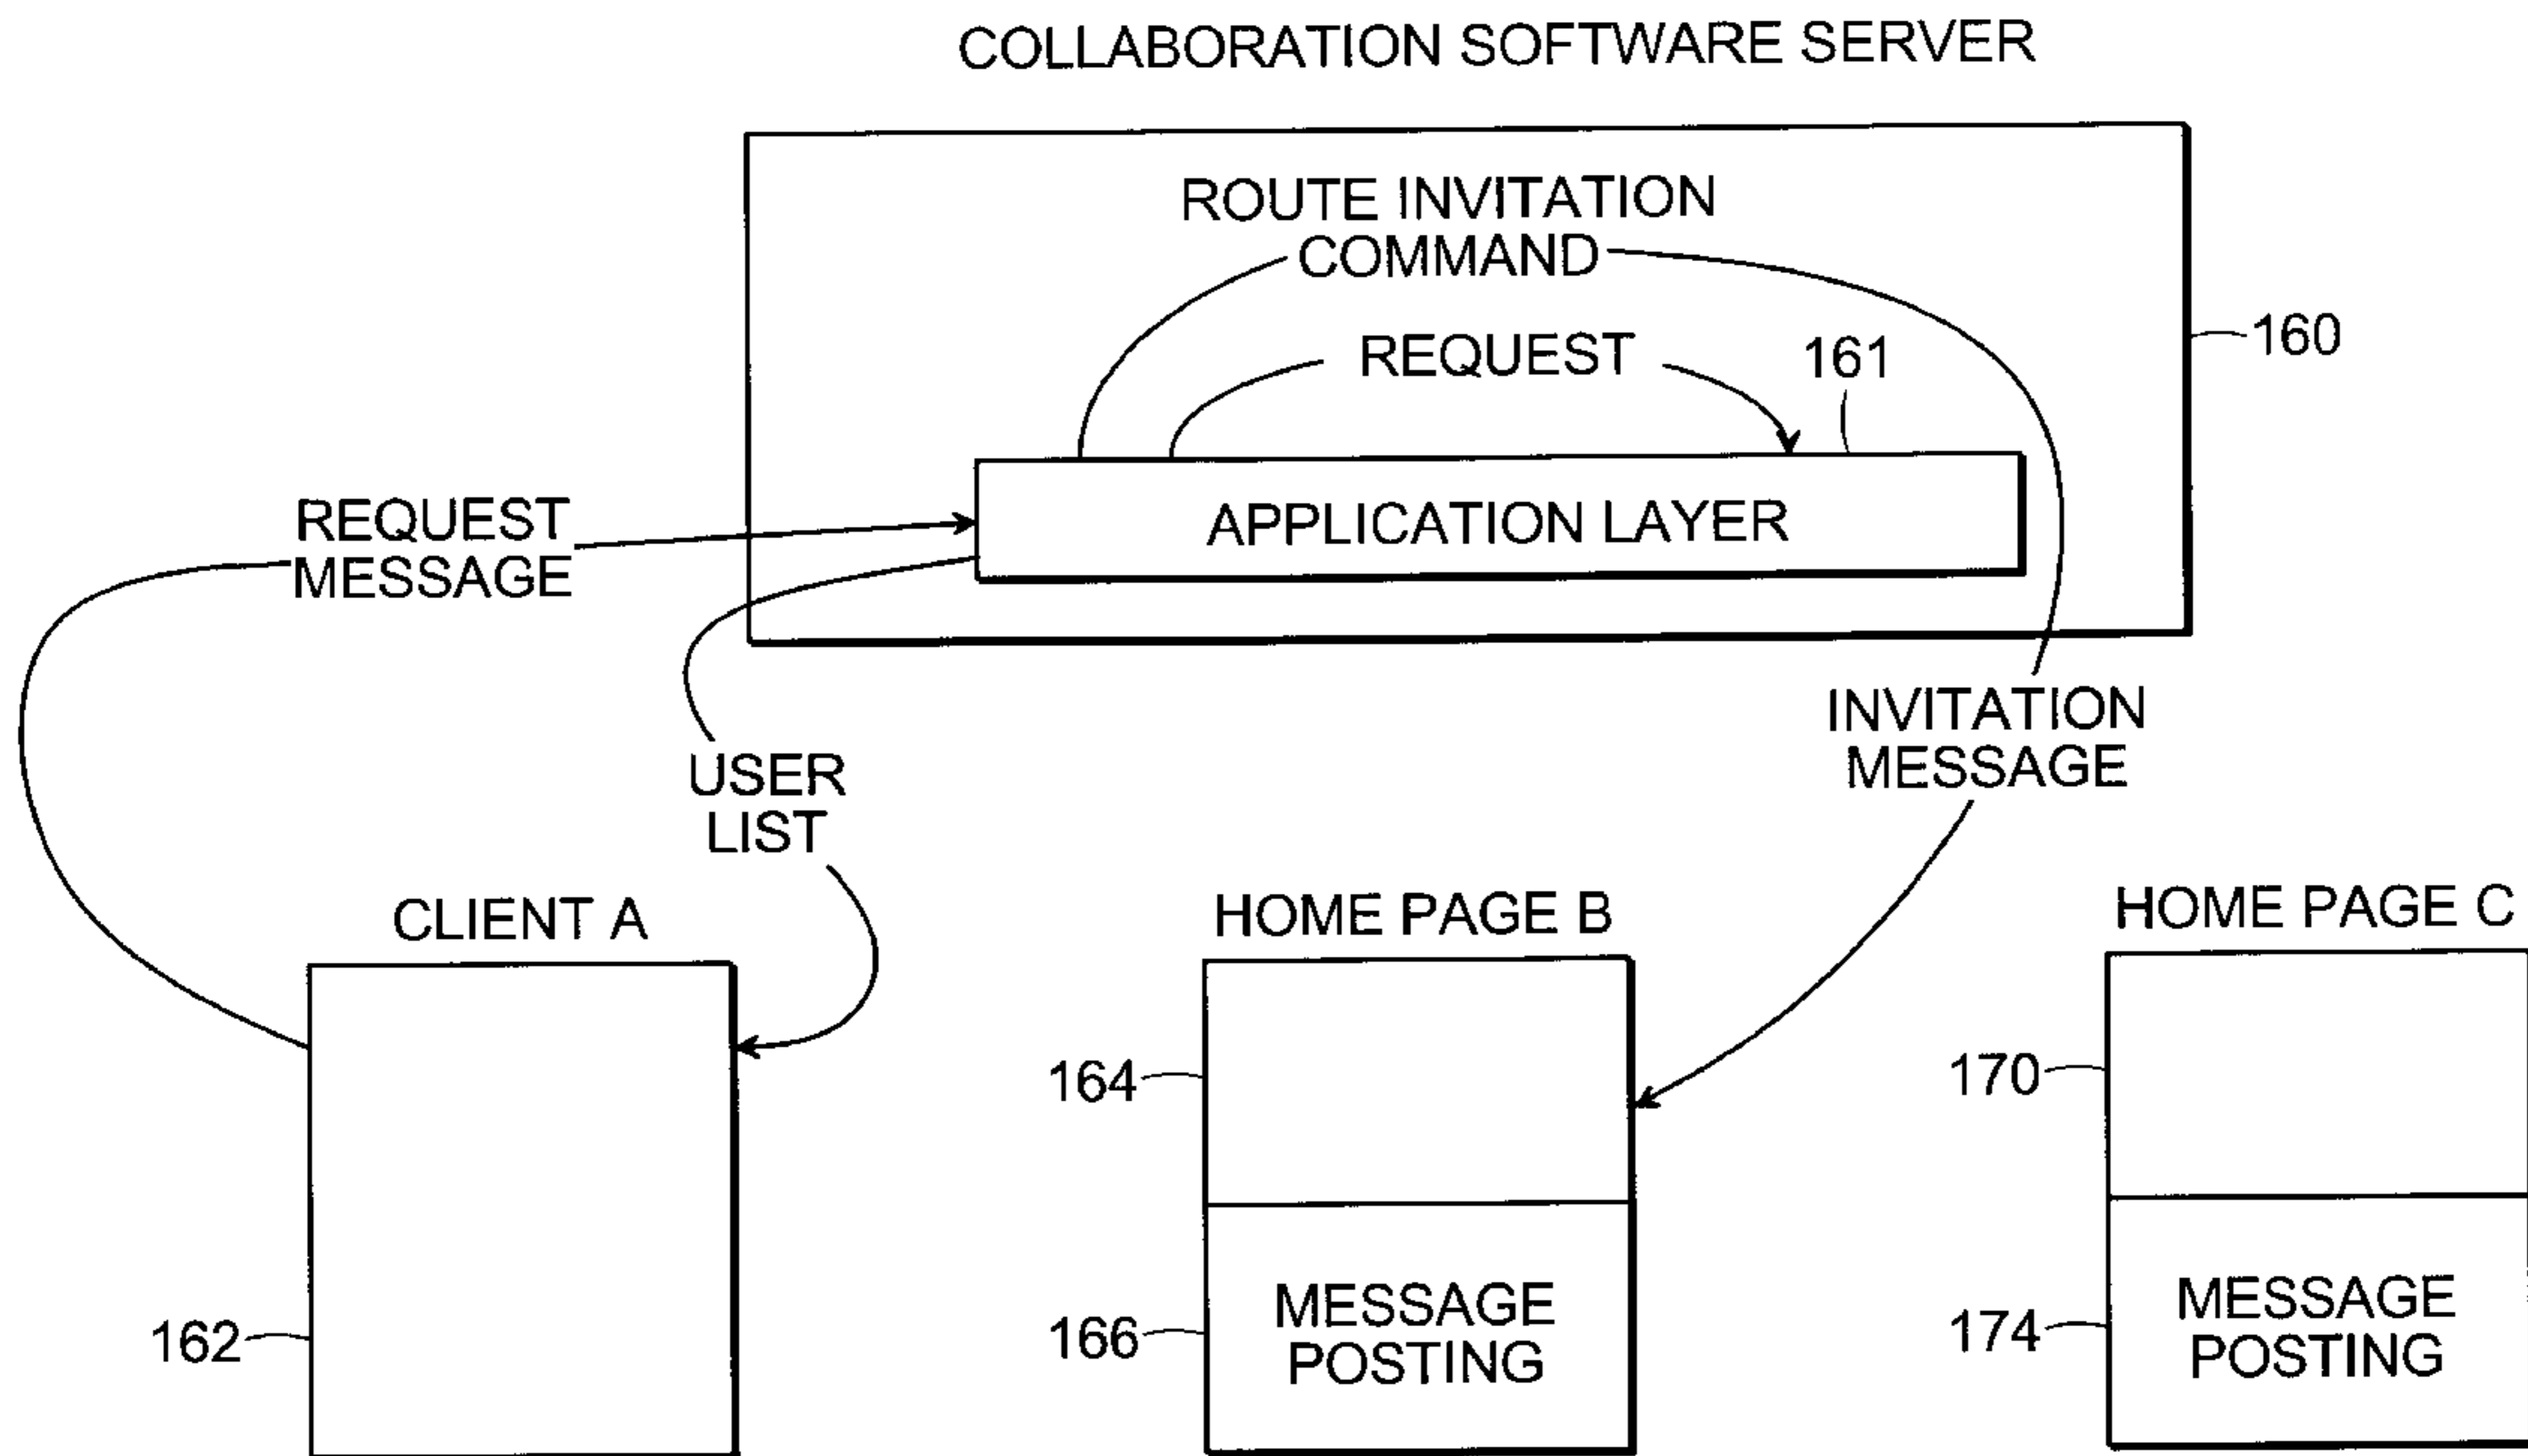 COLLABORATION SOFTWARE SERVER
ROUTE INVITATION
COMMAND
REQUEST
161
160
APPLICATION LAYER
REQUEST
MESSAGE
USER
LIST
INVITATION
MESSAGE
CLIENT A
HOME PAGE B
HOME PAGE C
164
170
162
166
MESSAGE
POSTING
174
MESSAGE
POSTING